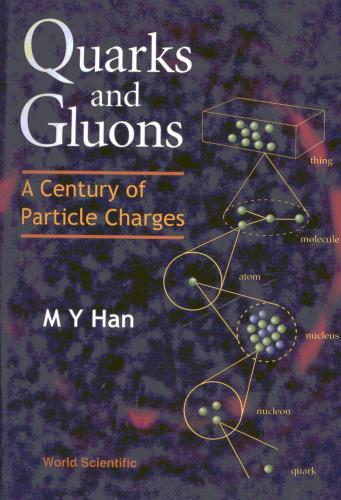 Quarks
and
Gluons
A Century of
Particle Charges
M Y Han
World Scientific
thing
molecule
atom
nucleus
nucleon
quark